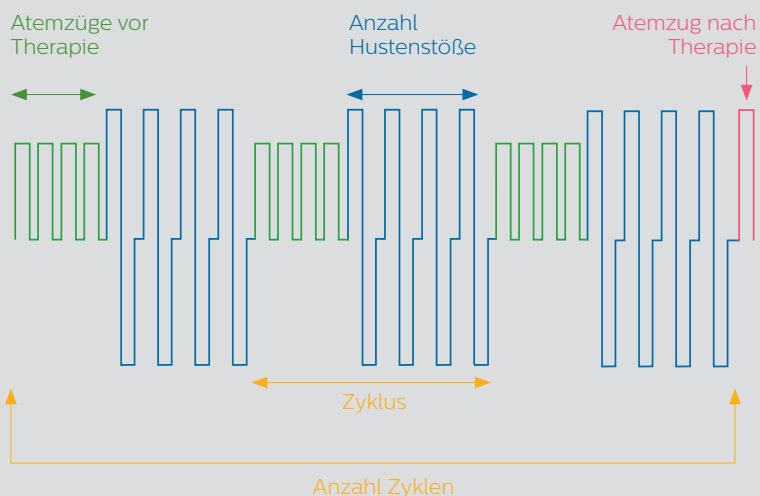 Atemzüge vor
Therapie
Anzahl
Hustenstöße
Atemzug nach
Therapie
Zyklus
Anzahl Zyklen